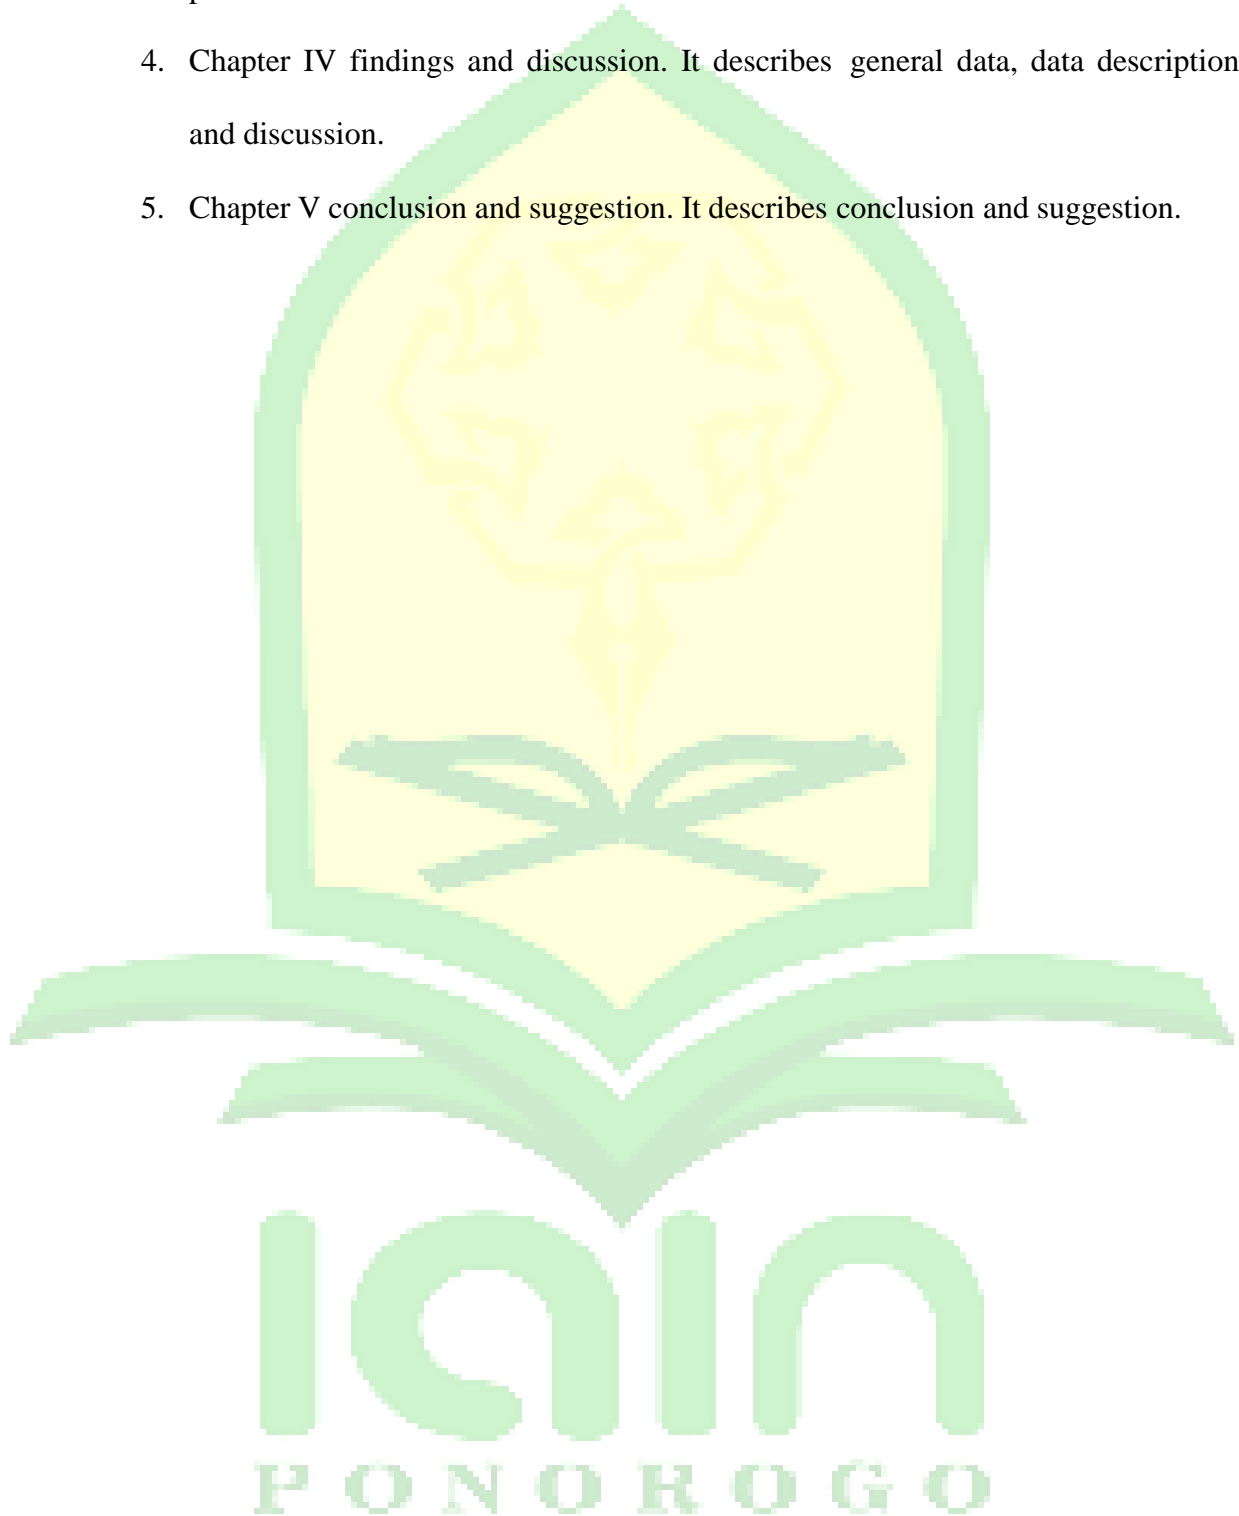 4. Chapter IV findings and discussion. It describes general data, data description
and discussion.
5. Chapter V conclusion and suggestion. It describes conclusion and suggestion.
iain
PONOROGO